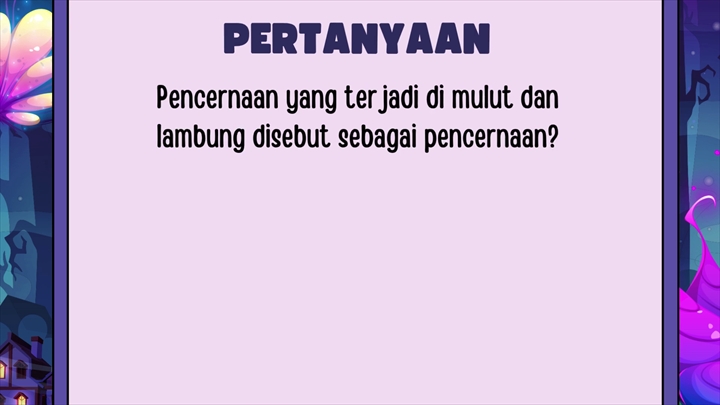 PERTANYAAN
Pencernaan yang terjadi di mulut dan
lambung disebut sebagai pencernaan?